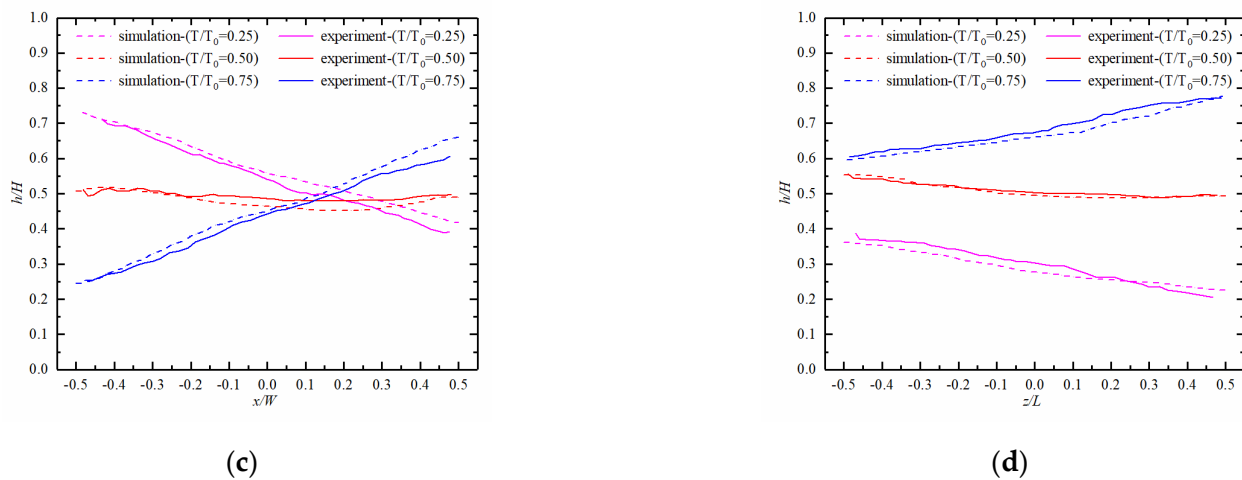 1.0
0.9
0.8
0.7
0.6
0.5
0.4
0.3
0.2
0.1
0.0
h/H
simulation-(T/T0=0.25) experiment-(T/T0=0.25)
simulation-(T/T0=0.50) experiment-(T/T0=0.50)
simulation-(T/T0=0.75) experiment-(T/T0=0.75)
-0.5 -0.4 -0.3 -0.2 -0.1 0.0 0.1 0.2 0.3 0.4 0.5
x/W
(c)
1.0
0.9
0.8
0.7
0.6
0.5
0.4
0.3
0.2
0.1
0.0
h/H
simulation-(T/T0=0.25) experiment-(T/T0=0.25)
simulation-(T/T0=0.50) experiment-(T/T0=0.50)
simulation-(T/T0=0.75) experiment-(T/T0=0.75)
-0.5 -0.4 -0.3 -0.2 -0.1 0.0 0.1 0.2 0.3 0.4 0.5
z/L
(d)